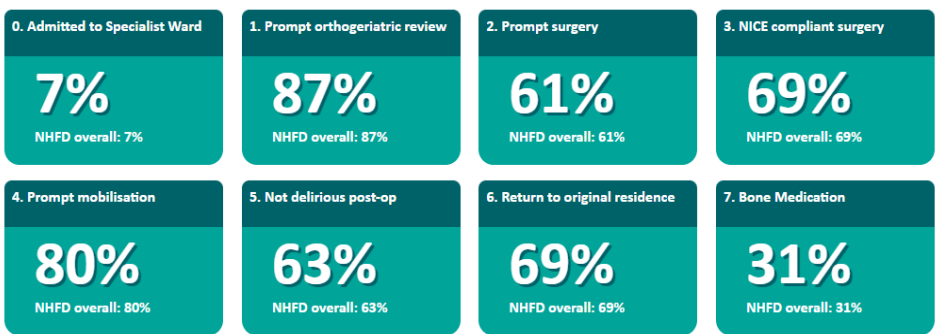 0. Admitted to Specialist Ward
7%
NHFD overall: 7%
1. Prompt orthogeriatric review
87%
NHFD overall: 87%
2. Prompt surgery
61%
NHFD overall: 61%
3. NICE compliant surgery
69%
NHFD overall: 69%
4. Prompt mobilisation
80%
NHFD overall: 80%
5. Not delirious post-op
63%
NHFD overall: 63%
6. Return to original residence
69%
NHFD overall: 69%
7. Bone Medication
31%
NHFD overall: 31%